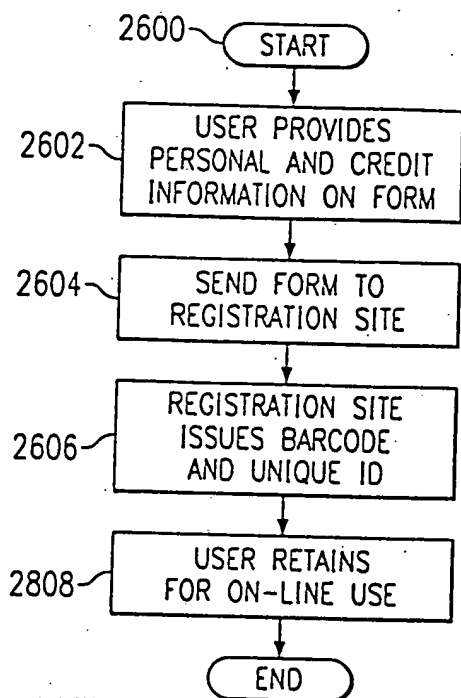 2600
START
2602
USER PROVIDES
PERSONAL AND CREDIT
INFORMATION ON FORM
2604
SEND FORM TO
REGISTRATION SITE
2606
REGISTRATION SITE
ISSUES BARCODE
AND UNIQUE ID
2808
USER RETAINS
FOR ON-LINE USE
END